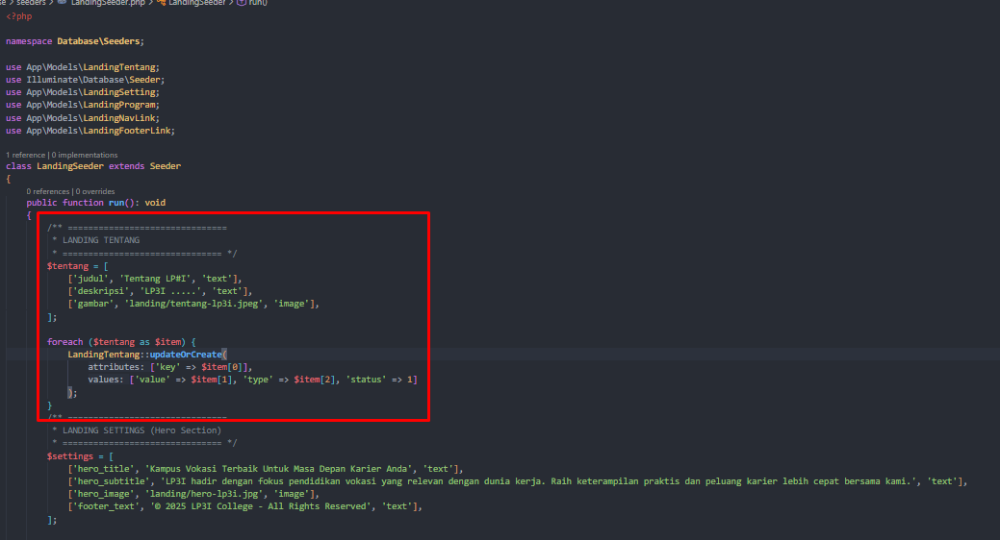 se > seeders > LandingSeeder.php > LandingSeeder > run()
<?php
namespace Database\Seeders;
use App\Models\LandingTentang;
use Illuminate\Database\Seeder;
use App\Models\LandingSetting;
use App\Models\LandingProgram;
use App\Models\LandingNavLink;
use App\Models\LandingFooterLink;
1 reference | 0 implementations
class LandingSeeder extends Seeder
{
0 references | 0 overrides
public function run(): void
{
/** ===============================
* LANDING TENTANG
* =============================== */
$tentang = [
['judul', 'Tentang LP#I', 'text'],
['deskripsi', 'LP3I .....', 'text'],
['gambar', 'landing/tentang-lp3i.jpeg', 'image'],
];
foreach ($tentang as $item) {
LandingTentang::updateOrCreate(
attributes: ['key' => $item[0]],
values: ['value' => $item[1], 'type' => $item[2], 'status' => 1]
);
}
/** ===============================
* LANDING SETTINGS (Hero Section)
* =============================== */
$settings = [
['hero_title', 'Kampus Vokasi Terbaik Untuk Masa Depan Karier Anda', 'text'],
['hero_subtitle', 'LP3I hadir dengan fokus pendidikan vokasi yang relevan dengan dunia kerja. Raih keterampilan praktis dan peluang karier lebih cepat bersama kami.', 'text'],
['hero_image', 'landing/hero-lp3i.jpg', 'image'],
['footer_text', '© 2025 LP3I College - All Rights Reserved', 'text'],
];